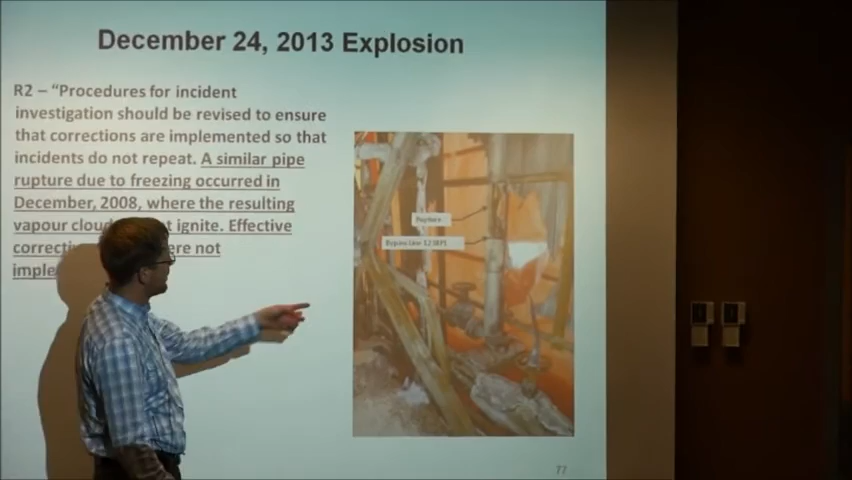 December 24, 2013 Explosion
R2 – “Procedures for incident
investigation should be revised to ensure
that corrections are implemented so that
incidents do not repeat. A similar pipe
rupture due to freezing occurred in
December, 2008, where the resulting
vapour ignite. Effective
were not
Rupture
77